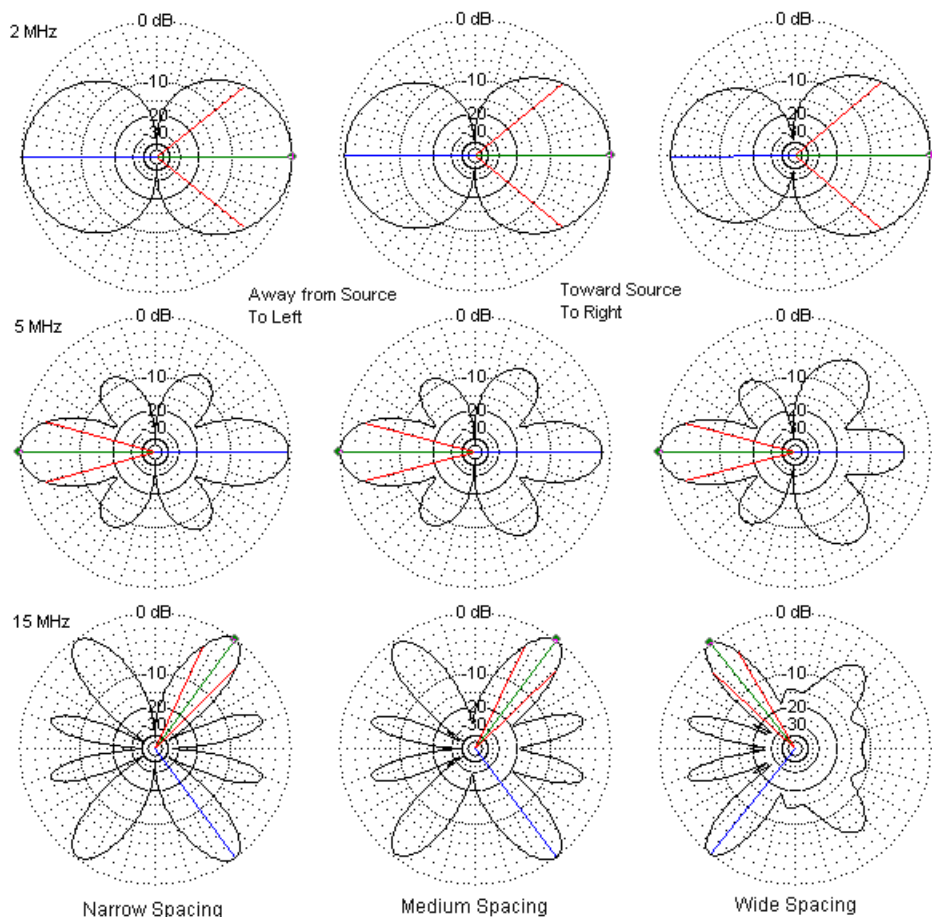 2 MHz
0 dB
-10
20
30
0 dB
-10
20
30
0 dB
-10
20
30
Away from Source
To Left
Toward Source
To Right
5 MHz
0 dB
-10
20
30
0 dB
-10
20
30
0 dB
-10
20
30
15 MHz
0 dB
-10
20
30
0 dB
-10
20
30
0 dB
-10
20
30
Narrow Spacing
Medium Spacing
Wide Spacing